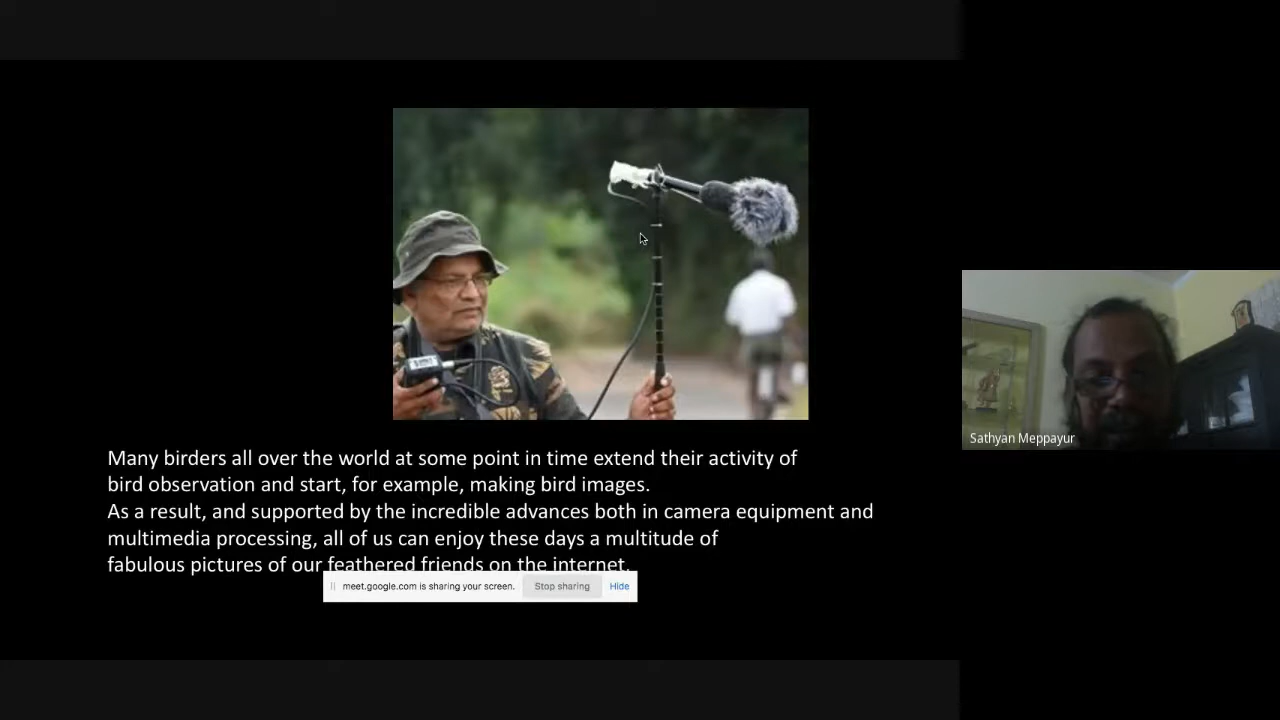 Many birders all over the world at some point in time extend their activity of
bird observation and start, for example, making bird images.
As a result, and supported by the incredible advances both in camera equipment and
multimedia processing, all of us can enjoy these days a multitude of
fabulous pictures of our feathered friends on the internet.
meet.google.com is sharing your screen. Stop sharing Hide
Sathyan Meppayur